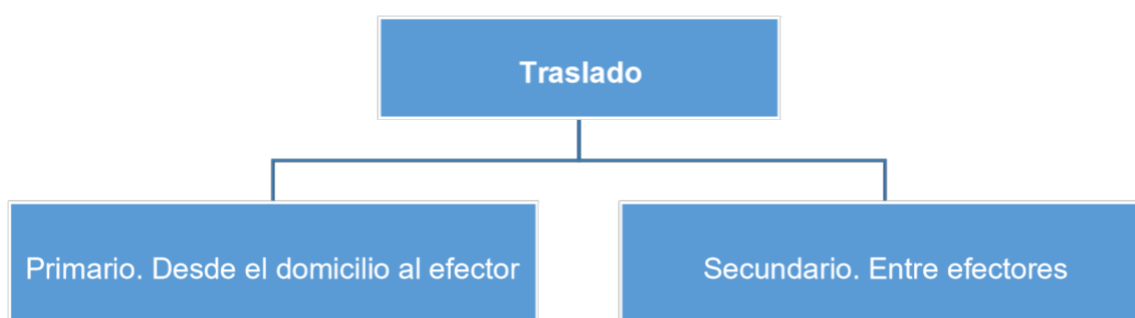 Traslado
Primario. Desde el domicilio al efector
Secundario. Entre efectores